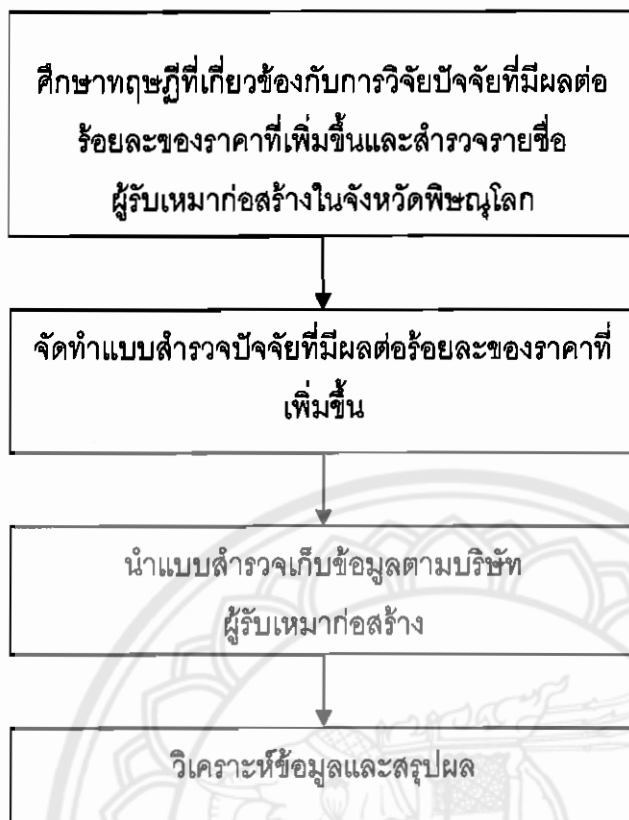 ศึกษาทฤษฎีที่เกี่ยวข้องกับการวิจัยปัจจัยที่มีผลต่อ
ร้อยละของราคาที่เพิ่มขึ้นและสำรวจรายชื่อ
ผู้รับเหมาก่อสร้างในจังหวัดพิษณุโลก
จัดทำแบบสำรวจปัจจัยที่มีผลต่อร้อยละของราคาที่
เพิ่มขึ้น
นำแบบสำรวจเก็บข้อมูลตามบริษัท
ผู้รับเหมาก่อสร้าง
วิเคราะห์ข้อมูลและสรุปผล